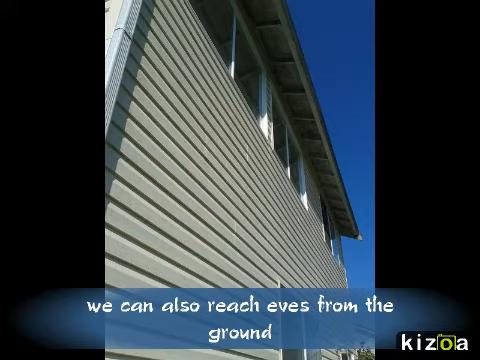 we can also reach eves from the
ground
kizoa